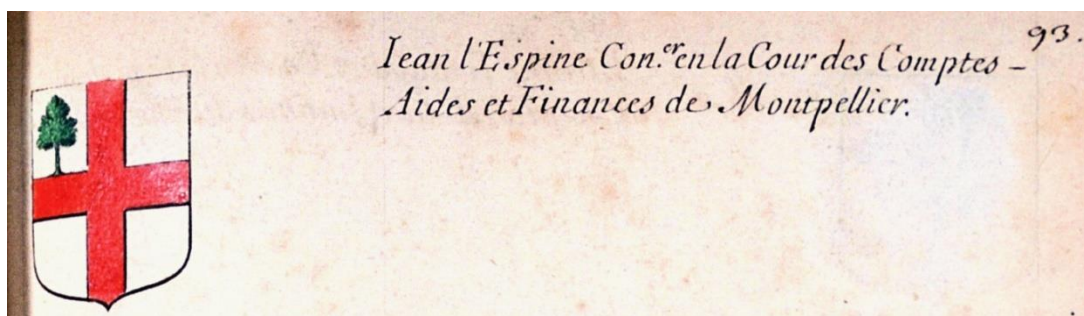 93.
Iean l'Espine Con.er en la Cour des Comptes -
Aides et Finances de Montpellier.